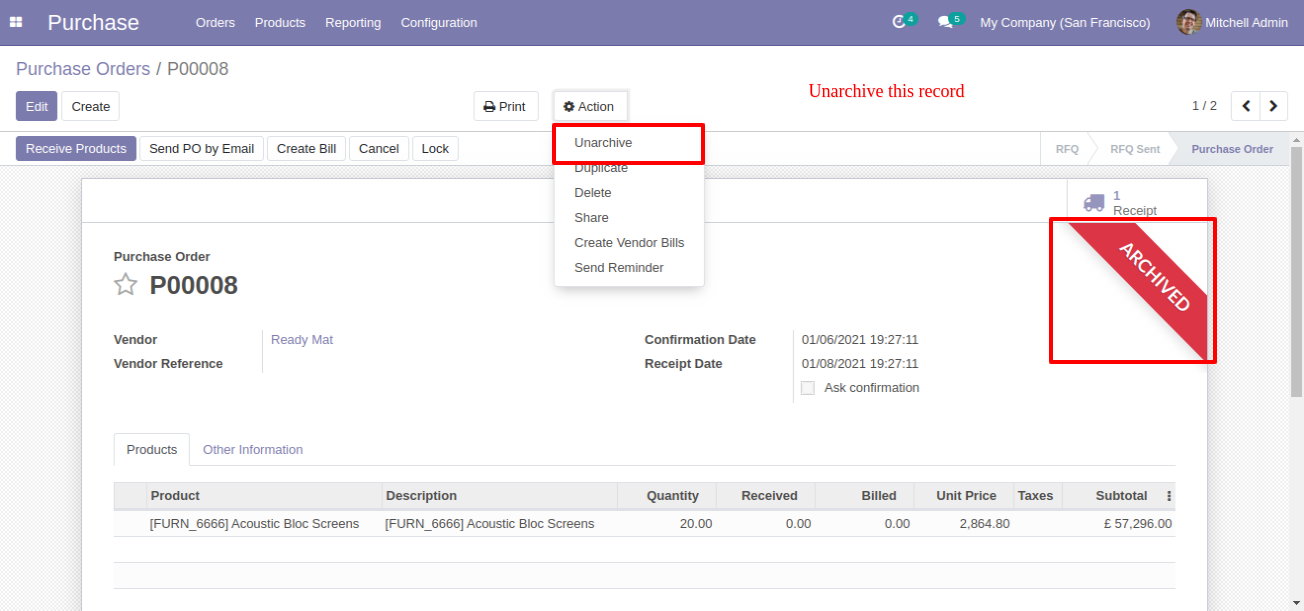 Purchase Orders Products Reporting Configuration 4 5 My Company (San Francisco) Mitchell Admin
Purchase Orders / P00008
Unarchive this record
Edit Create Print Action 1 / 2
Receive Products Send PO by Email Create Bill Cancel Lock RFQ RFQ Sent Purchase Order
Unarchive
Duplicate
Delete
Share
Create Vendor Bills
Send Reminder
1
Receipt
ARCHIVED
Purchase Order
P00008
Vendor Ready Mat Confirmation Date 01/06/2021 19:27:11
Vendor Reference Receipt Date 01/08/2021 19:27:11
Ask confirmation
Products Other Information
Product Description Quantity Received Billed Unit Price Taxes Subtotal
[FURN_6666] Acoustic Bloc Screens [FURN_6666] Acoustic Bloc Screens 20.00 0.00 0.00 2,864.80 £ 57,296.00